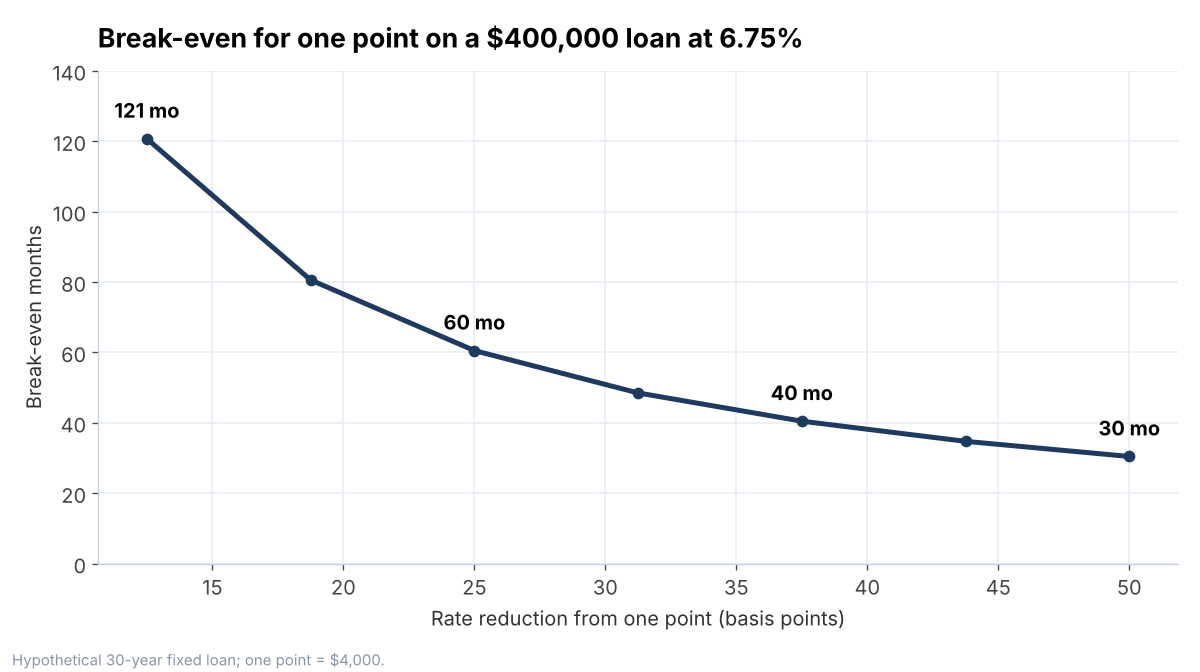 Break-even for one point on a $400,000 loan at 6.75%
140
120
100
80
60
40
20
0
Break-even months
121 mo
60 mo
40 mo
30 mo
15 20 25 30 35 40 45 50
Rate reduction from one point (basis points)
Hypothetical 30-year fixed loan; one point = $4,000.